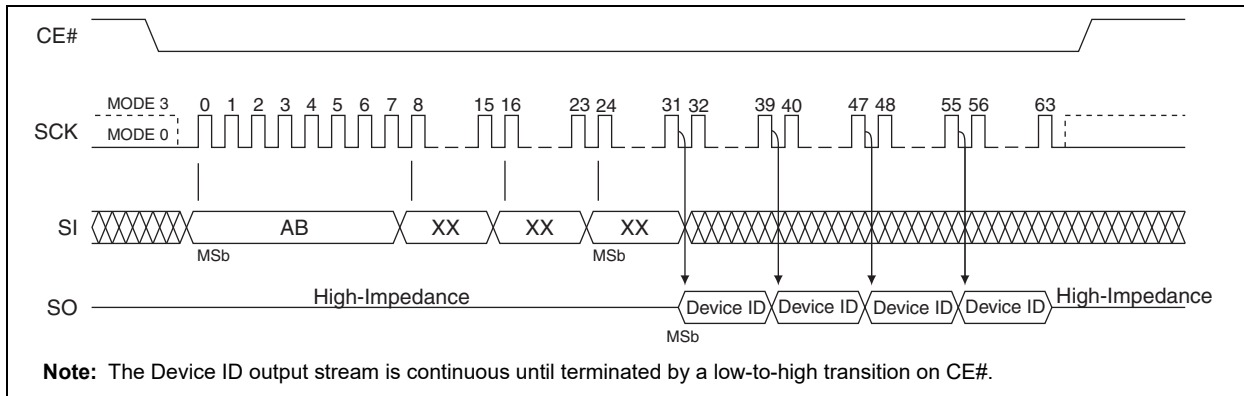 CE#
MODE 3
0 1 2 3 4 5 6 7 8 15 16 23 24 31 32 39 40 47 48 55 56 63
SCK
MODE 0
SI
AB XX XX XX
MSb MSb
High-Impedance
SO
Device ID Device ID Device ID Device ID
High-Impedance
MSb
Note: The Device ID output stream is continuous until terminated by a low-to-high transition on CE#.